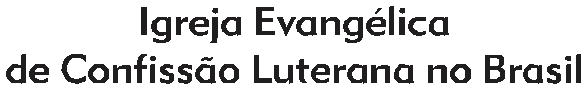 Igreja Evangélica
de Confissão Luterana no Brasil